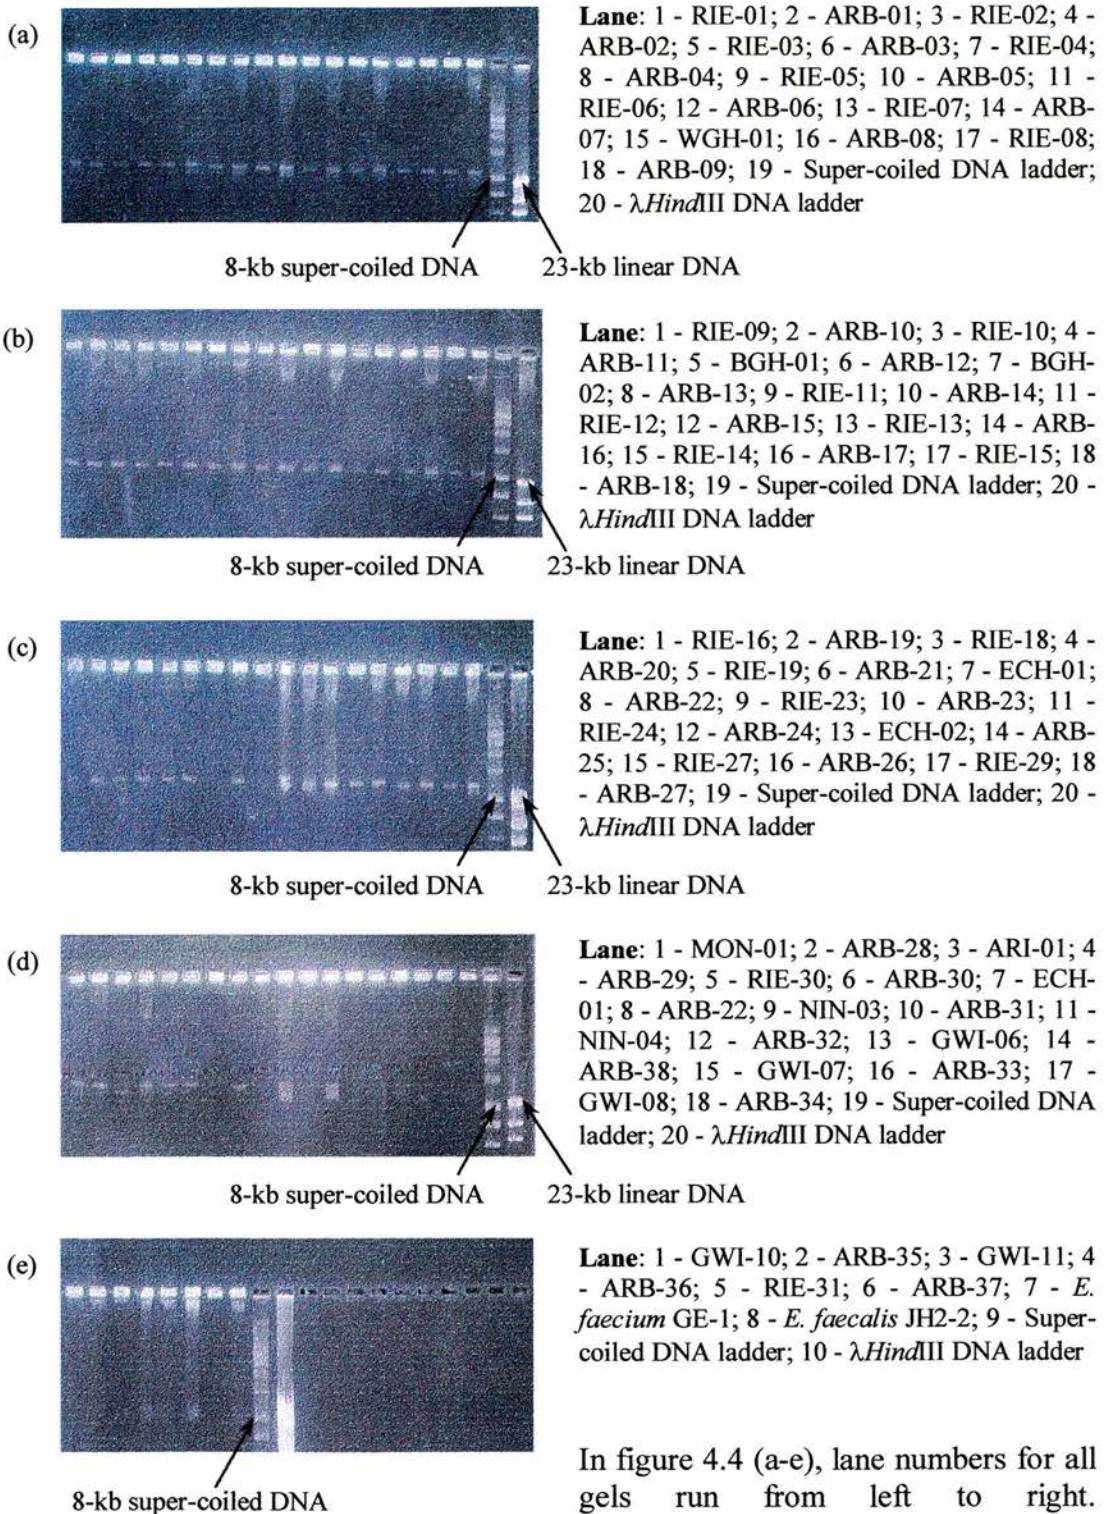 (a)
Lane: 1 - RIE-01; 2 - ARB-01; 3 - RIE-02; 4 -
ARB-02; 5 - RIE-03; 6 - ARB-03; 7 - RIE-04;
8 - ARB-04; 9 - RIE-05; 10 - ARB-05; 11 -
RIE-06; 12 - ARB-06; 13 - RIE-07; 14 - ARB-
07; 15 - WGH-01; 16 - ARB-08; 17 - RIE-08;
18 - ARB-09; 19 - Super-coiled DNA ladder;
20 - λHindIII DNA ladder
8-kb super-coiled DNA
23-kb linear DNA
(b)
Lane: 1 - RIE-09; 2 - ARB-10; 3 - RIE-10; 4 -
ARB-11; 5 - BGH-01; 6 - ARB-12; 7 - BGH-
02; 8 - ARB-13; 9 - RIE-11; 10 - ARB-14; 11 -
RIE-12; 12 - ARB-15; 13 - RIE-13; 14 - ARB-
16; 15 - RIE-14; 16 - ARB-17; 17 - RIE-15; 18
- ARB-18; 19 - Super-coiled DNA ladder; 20 -
λHindIII DNA ladder
8-kb super-coiled DNA
23-kb linear DNA
(c)
Lane: 1 - RIE-16; 2 - ARB-19; 3 - RIE-18; 4 -
ARB-20; 5 - RIE-19; 6 - ARB-21; 7 - ECH-01;
8 - ARB-22; 9 - RIE-23; 10 - ARB-23; 11 -
RIE-24; 12 - ARB-24; 13 - ECH-02; 14 - ARB-
25; 15 - RIE-27; 16 - ARB-26; 17 - RIE-29; 18
- ARB-27; 19 - Super-coiled DNA ladder; 20 -
λHindIII DNA ladder
8-kb super-coiled DNA
23-kb linear DNA
(d)
Lane: 1 - MON-01; 2 - ARB-28; 3 - ARI-01; 4
- ARB-29; 5 - RIE-30; 6 - ARB-30; 7 - ECH-
01; 8 - ARB-22; 9 - NIN-03; 10 - ARB-31; 11 -
NIN-04; 12 - ARB-32; 13 - GWI-06; 14 -
ARB-38; 15 - GWI-07; 16 - ARB-33; 17 -
GWI-08; 18 - ARB-34; 19 - Super-coiled DNA
ladder; 20 - λHindIII DNA ladder
8-kb super-coiled DNA
23-kb linear DNA
(e)
Lane: 1 - GWI-10; 2 - ARB-35; 3 - GWI-11; 4
- ARB-36; 5 - RIE-31; 6 - ARB-37; 7 - E.
faecium GE-1; 8 - E. faecalis JH2-2; 9 - Super-
coiled DNA ladder; 10 - λHindIII DNA ladder
8-kb super-coiled DNA
In figure 4.4 (a-e), lane numbers for all
gels run from left to right.